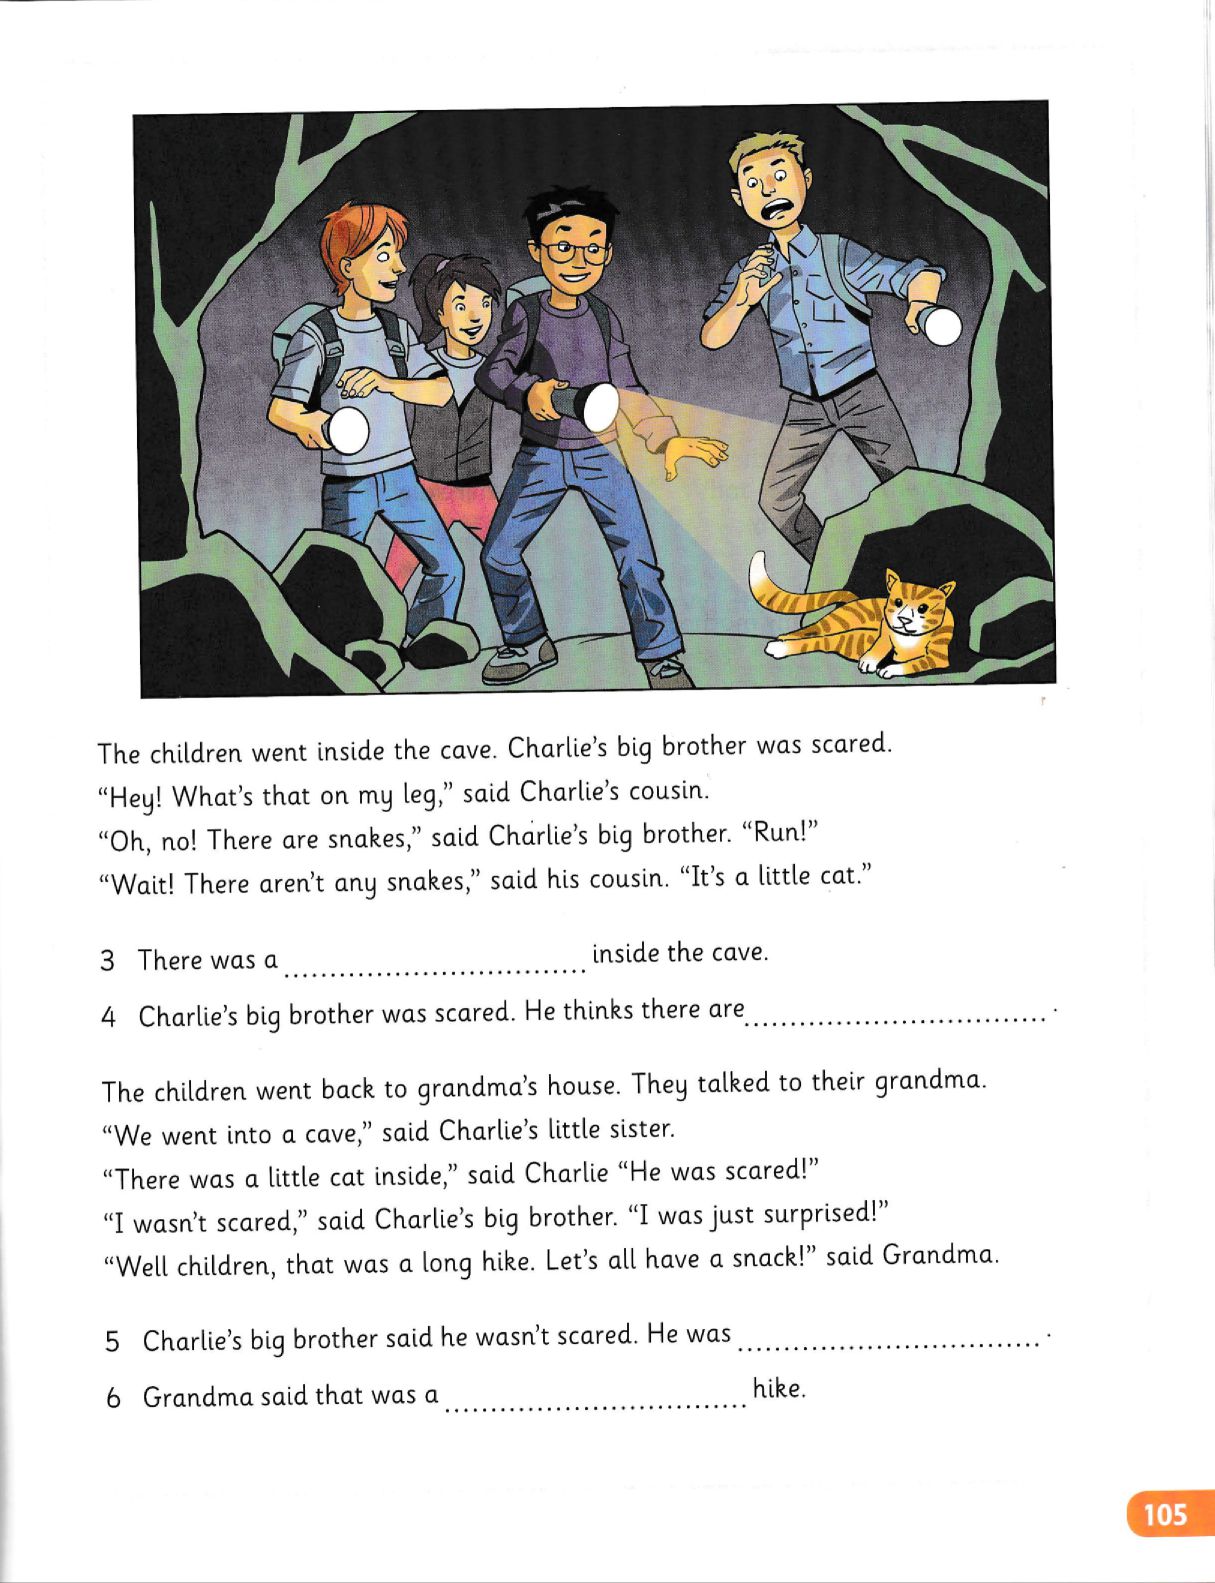 The children went inside the cave. Charlie's big brother was scared.
“Hey! What's that on my leg,” said Charlie's cousin.
“Oh, no! There are snakes,” said Charlie's big brother. “Run!”
“Wait! There aren't any snakes,” said his cousin. “It's a little cat.”
3 There was a ................................. inside the cave.
4 Charlie's big brother was scared. He thinks there are ................................. .
The children went back to grandma's house. They talked to their grandma.
“We went into a cave,” said Charlie's little sister.
“There was a little cat inside,” said Charlie “He was scared!”
“I wasn't scared,” said Charlie's big brother. “I was just surprised!”
“Well children, that was a long hike. Let's all have a snack!” said Grandma.
5 Charlie's big brother said he wasn't scared. He was ................................. .
6 Grandma said that was a ................................. hike.
105